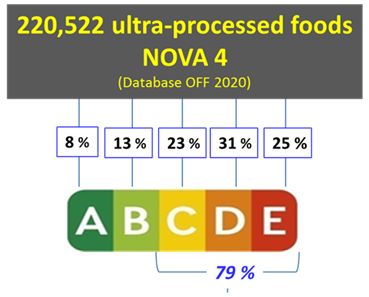 220,522 ultra-processed foods
NOVA 4
(Database OFF 2020)
8 % 13 % 23 % 31 % 25 %
A B C D E
79 %